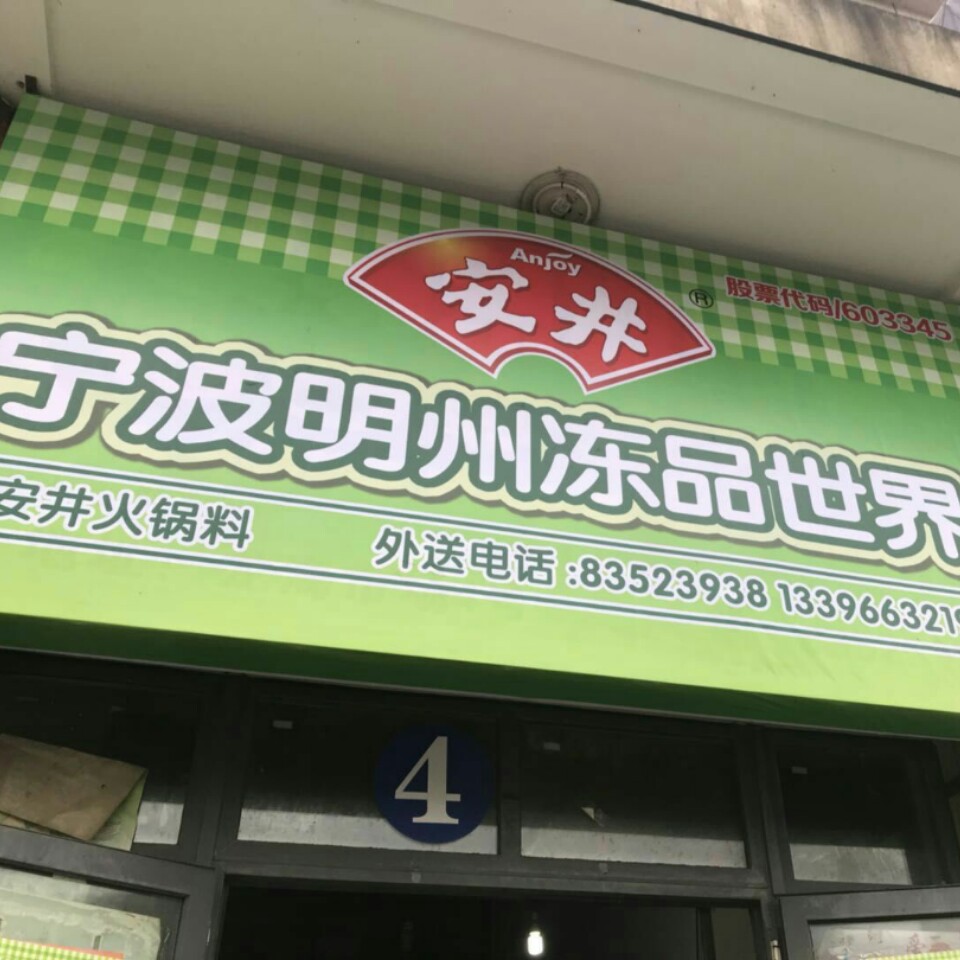 Anjoy
安井
®
股票代码/603345
宁波明州冻品世界
安井火锅料
外送电话:83523938 1339663219
4